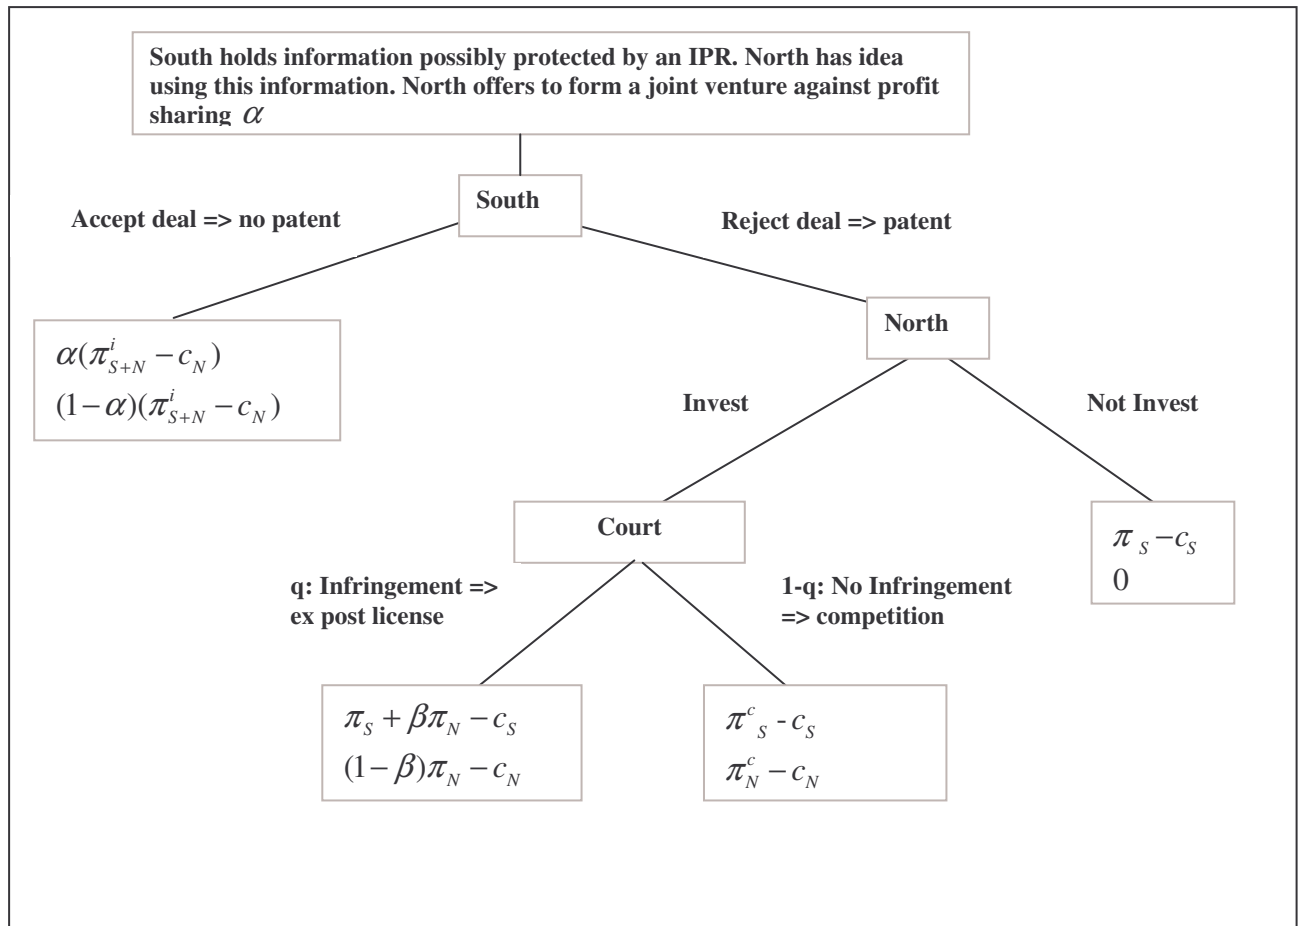 South holds information possibly protected by an IPR. North has idea
using this information. North offers to form a joint venture against profit
sharing α
South
Accept deal => no patent
Reject deal => patent
North
α(π^i_{S+N} − c_N)
(1−α)(π^i_{S+N} − c_N)
Invest
Not Invest
Court
π_S − c_S
0
q: Infringement =>
ex post license
1-q: No Infringement
=> competition
π_S + βπ_N − c_S
(1−β)π_N − c_N
π^c_S - c_S
π^c_N − c_N